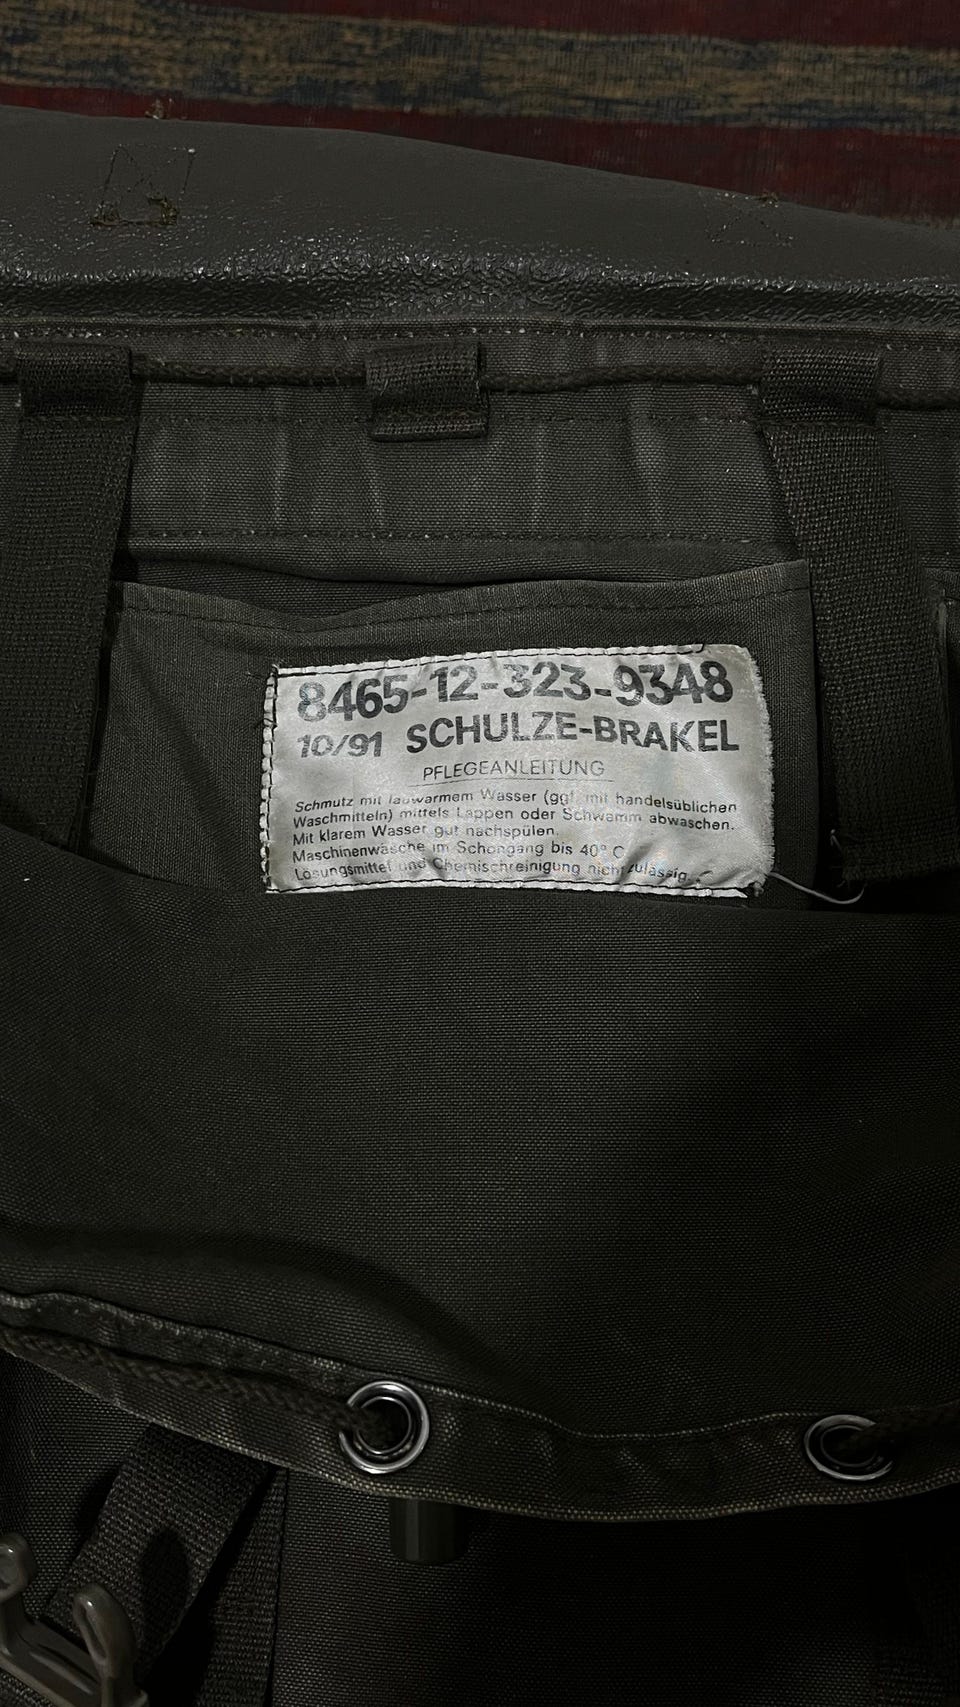 8465-12-323-9348
10/91 SCHULZE-BRAKEL
PFLEGEANLEITUNG
Schmutz mit lauwarmem Wasser (ggf. mit handelsüblichen
Waschmitteln) mittels Lappen oder Schwamm abwaschen.
Mit klarem Wasser gut nachspülen.
Maschinenwäsche im Schongang bis 40° C
Lösungsmittel und Chemischreinigung nicht zulässig.